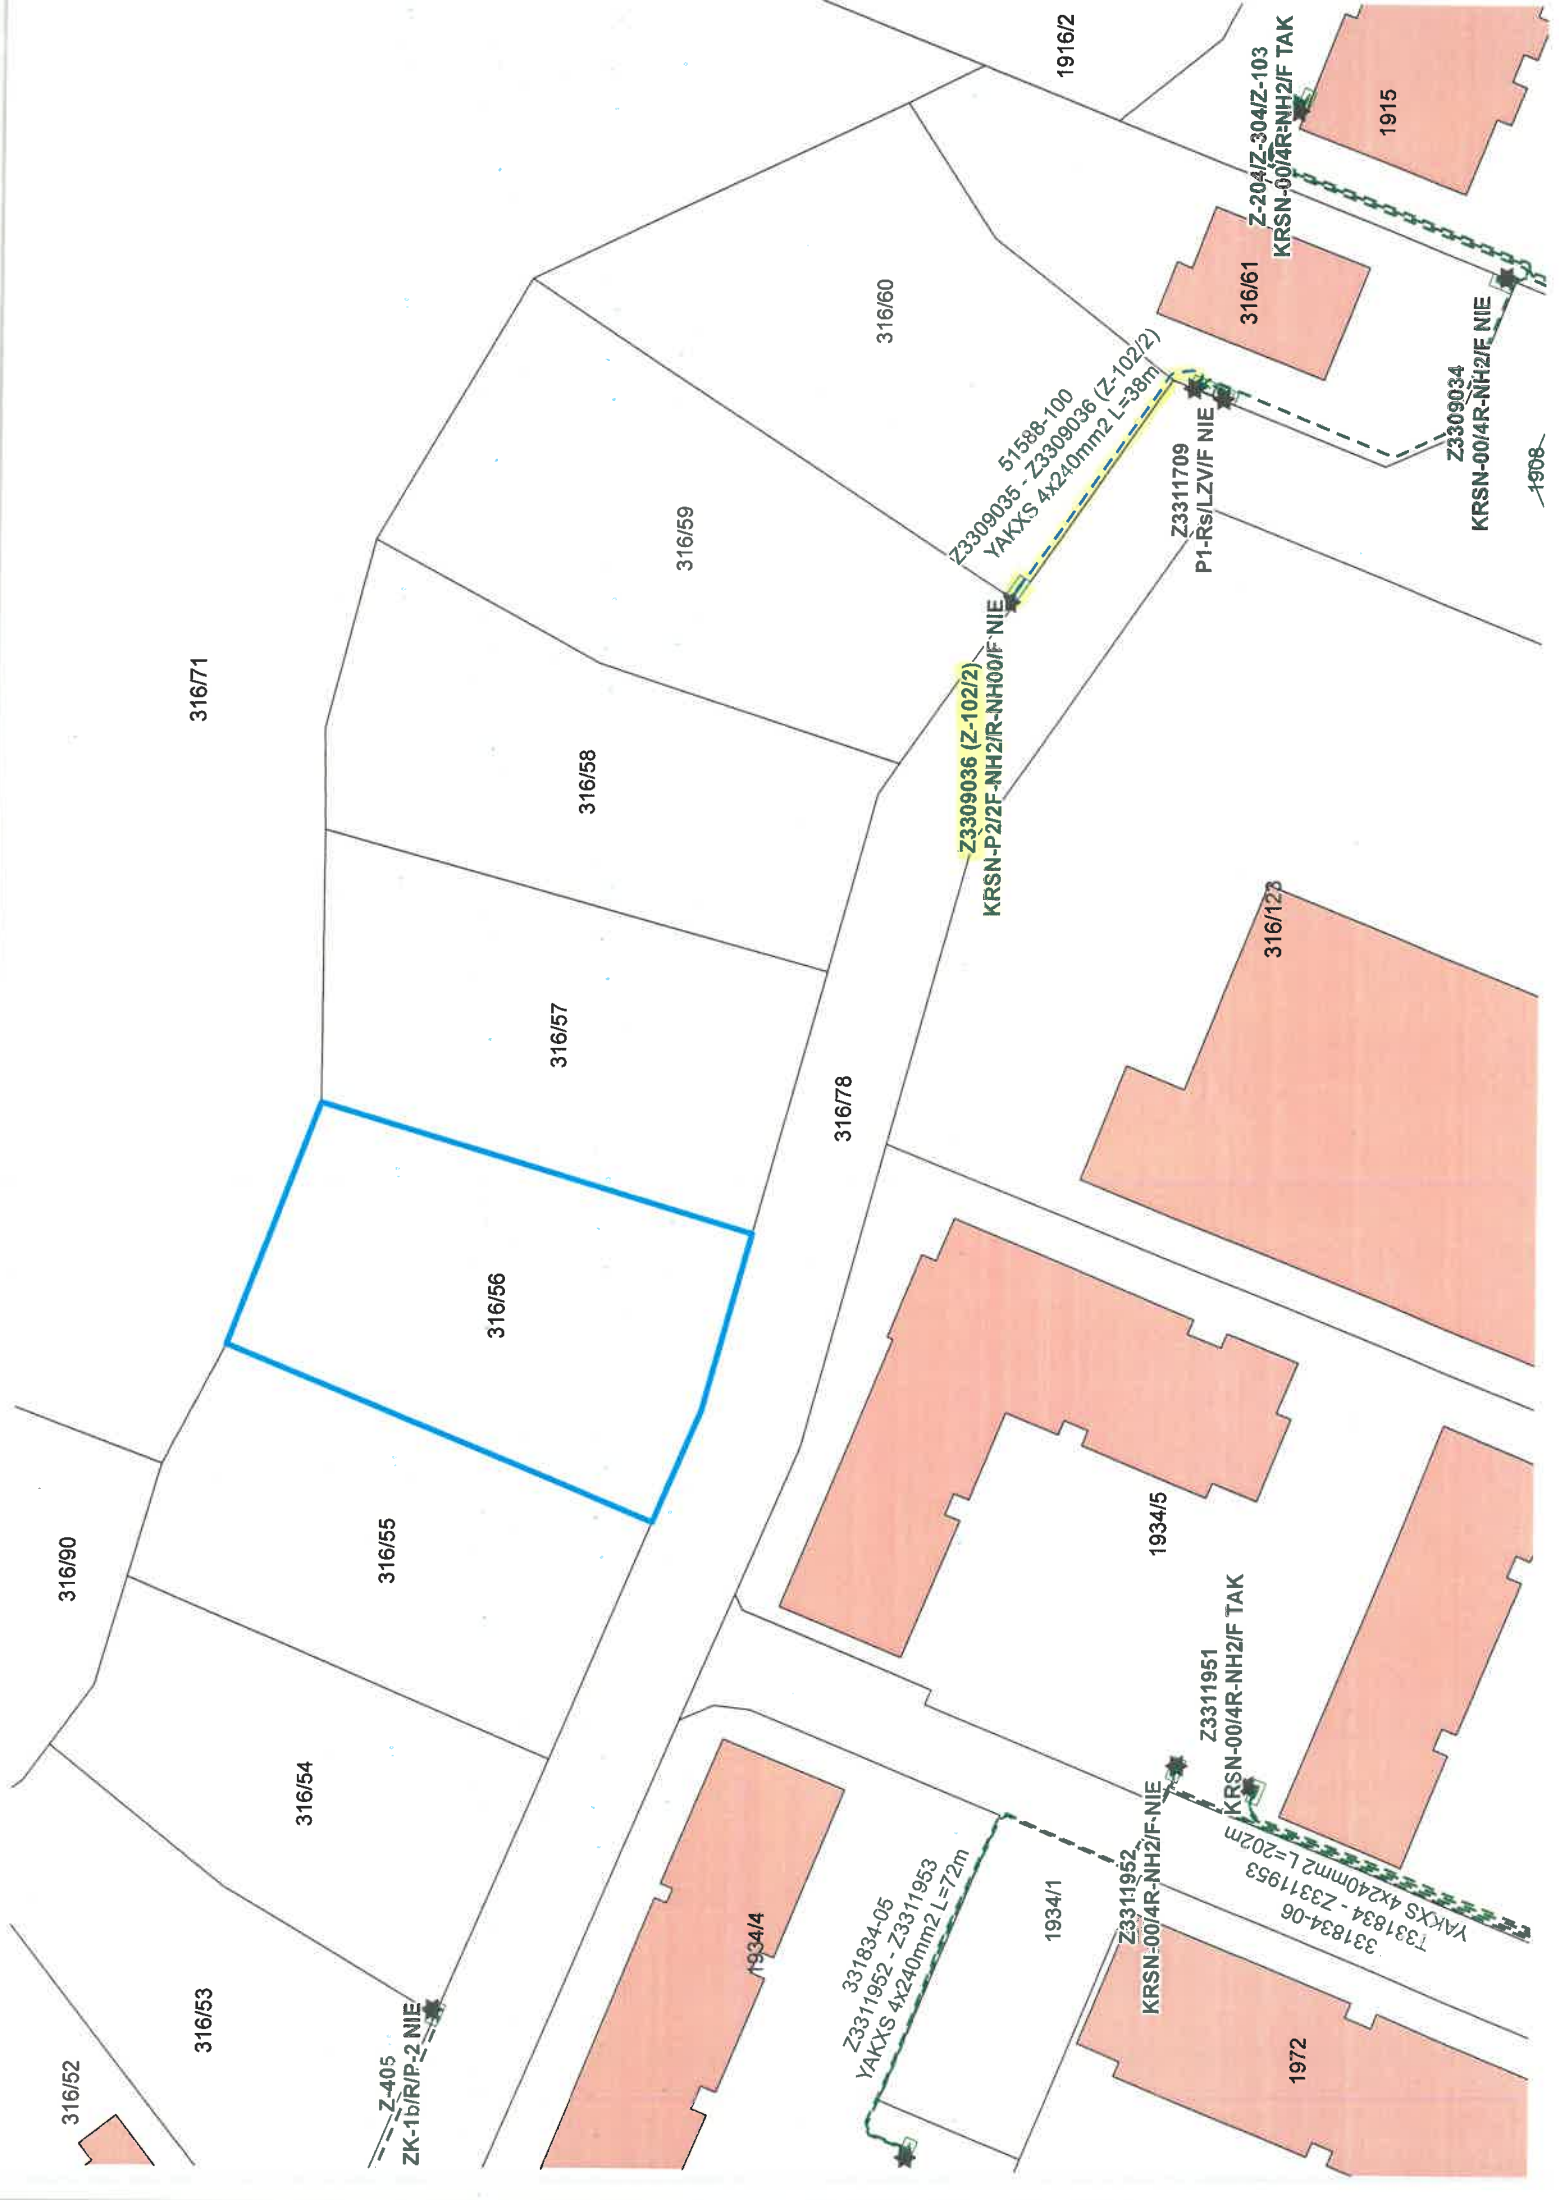 316/52
316/53
316/54
316/90
316/55
316/56
316/57
316/71
316/58
316/59
316/60
316/61
316/78
316/123
1916/2
1915
1908
1934/5
1934/4
1934/1
1972
Z-405
ZK-1b/R/P-2 NIE
331834-05
Z3311952 - Z3311953
YAKXS 4x240mm2 L=72m
Z3311952
KRSN-00/4R-NH2/F NIE
Z3311951
KRSN-00/4R-NH2/F TAK
331834-06
T331834 - Z3311953
YAKXS 4x240mm2 L=202m
Z3309036 (Z-102/2)
KRSN-P2/2F-NH2/R-NH00/F NIE
51588-100
Z3309035 - Z3309036 (Z-102/2)
YAKXS 4x240mm2 L=38m
Z3311709
P1-Rs/LZV/F NIE
Z3309034
KRSN-00/4R-NH2/F NIE
Z-204/Z-304/Z-103
KRSN-00/4R-NH2/F TAK